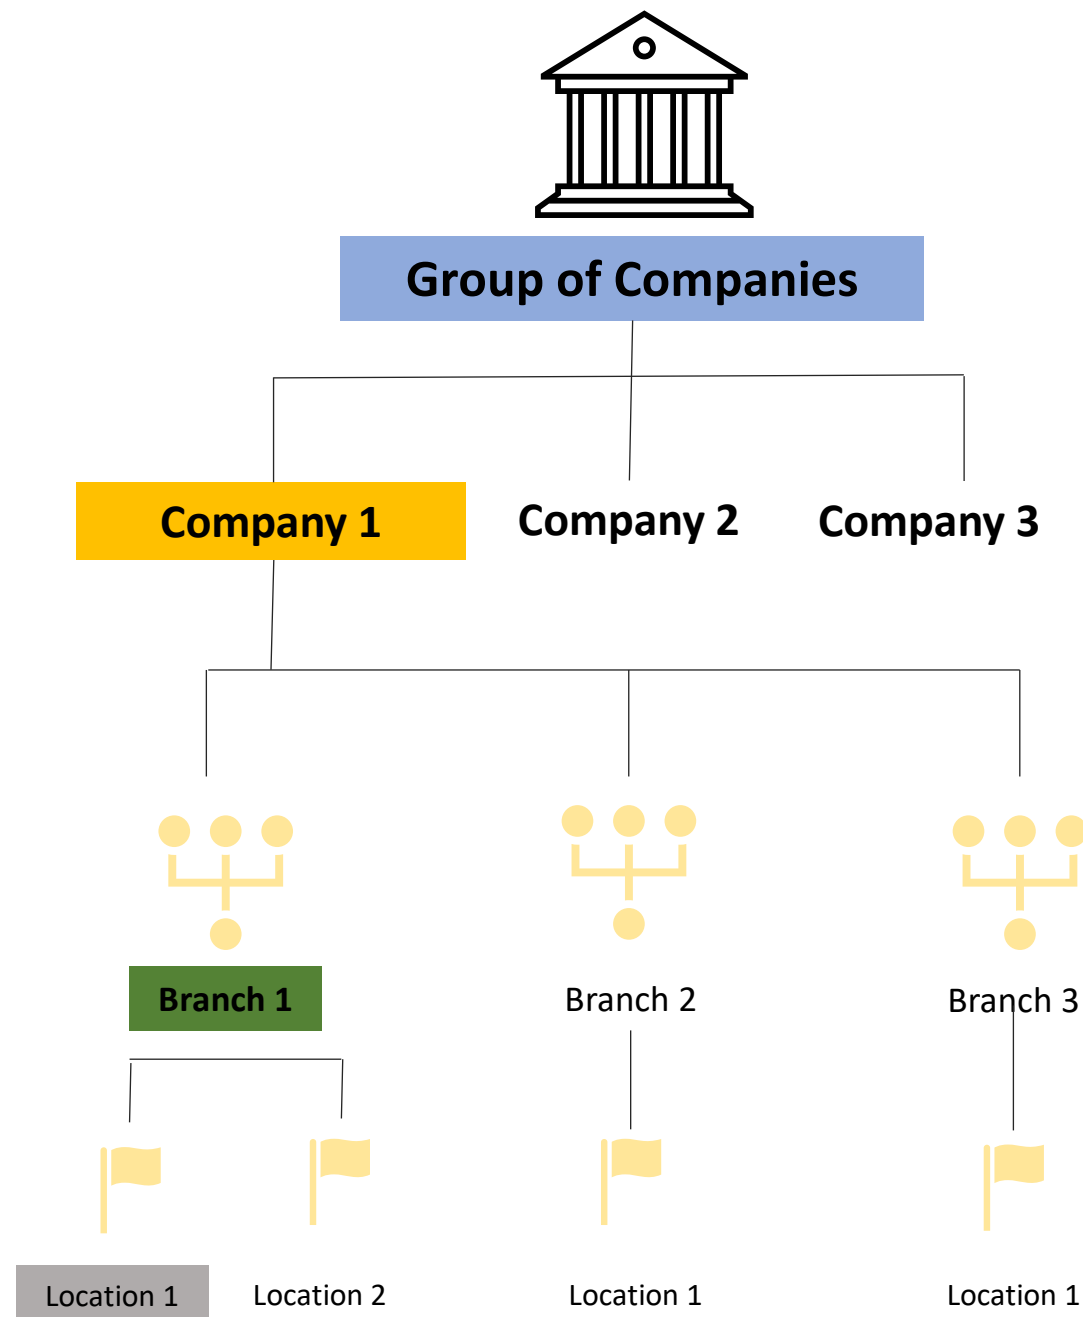 Group of Companies
Company 1
Company 2
Company 3
Branch 1
Branch 2
Branch 3
Location 1
Location 2
Location 1
Location 1